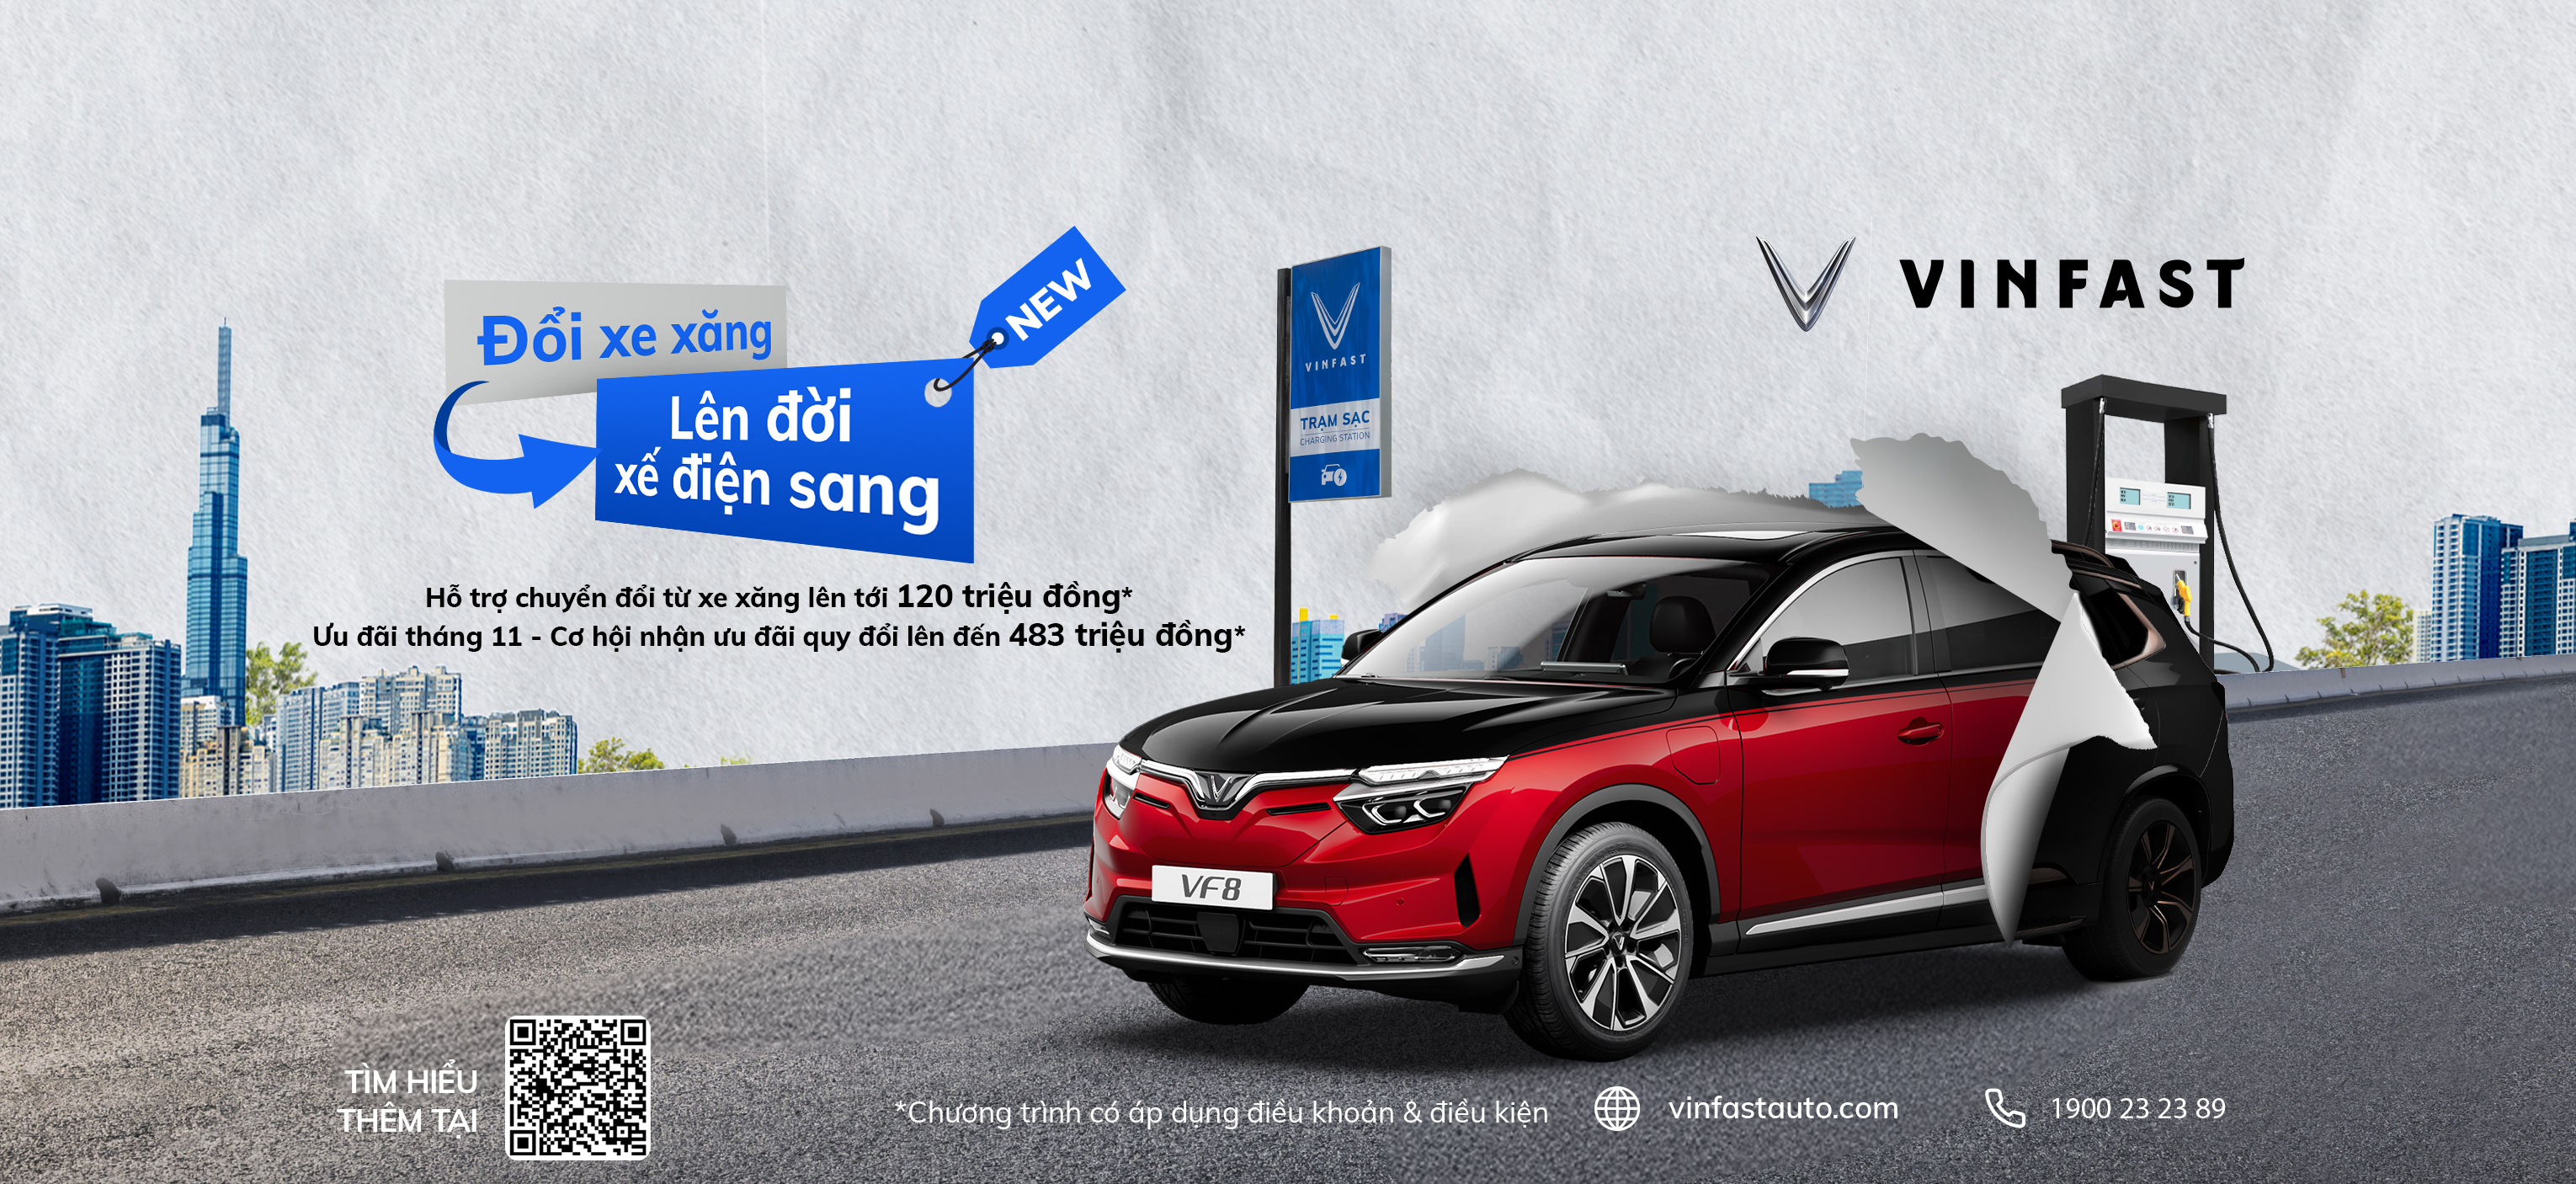 Đổi xe xăng
Lên đời
xế điện sang
NEW
Hỗ trợ chuyển đổi từ xe xăng lên tới 120 triệu đồng*
Ưu đãi tháng 11 - Cơ hội nhận ưu đãi quy đổi lên đến 483 triệu đồng*
VINFAST
TRẠM SẠC
CHARGING STATION
VINFAST
VF8
TÌM HIỂU
THÊM TẠI
*Chương trình có áp dụng điều khoản & điều kiện
vinfastauto.com
1900 23 23 89